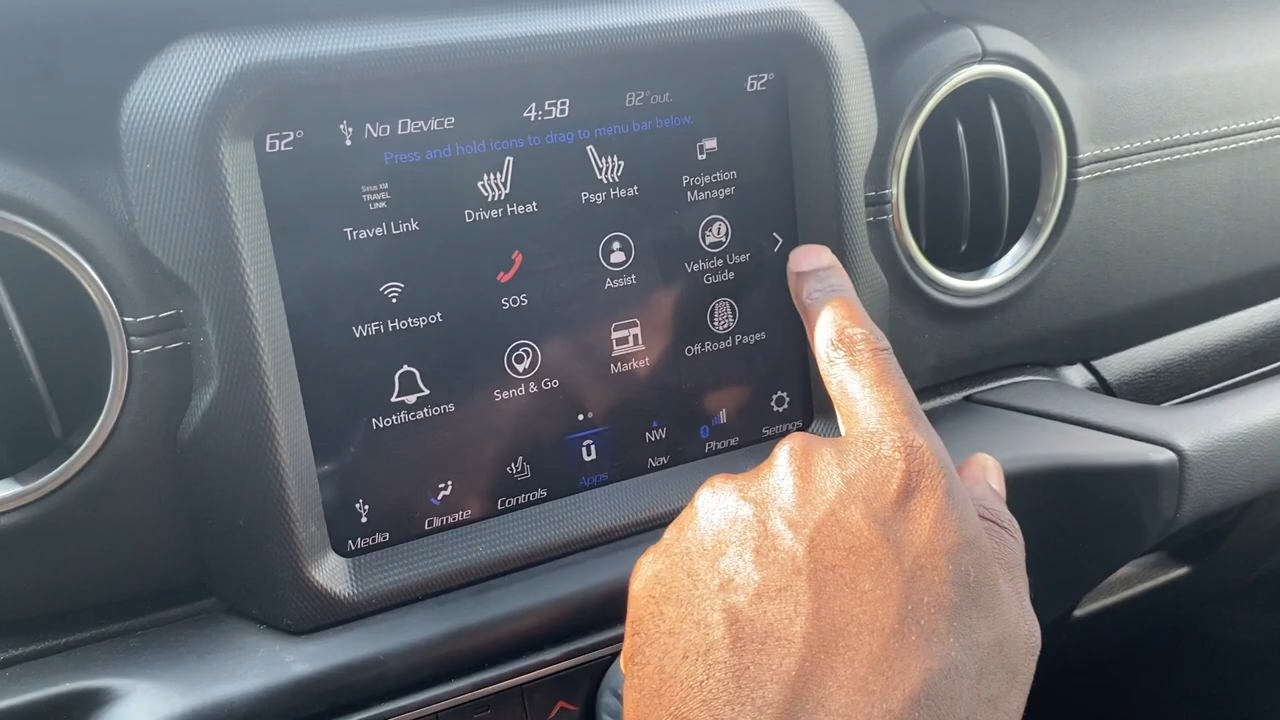 62° No Device 4:58 82° out. 62°
Press and hold icons to drag to menu bar below.
Sirius XM
TRAVEL
LINK
Travel Link
Driver Heat
Psgr Heat
Projection
Manager
WiFi Hotspot
SOS
Assist
Vehicle User
Guide
Notifications
Send & Go
Market
Off-Road Pages
Media
Climate
Controls
Apps
NW
Nav
Phone
Settings